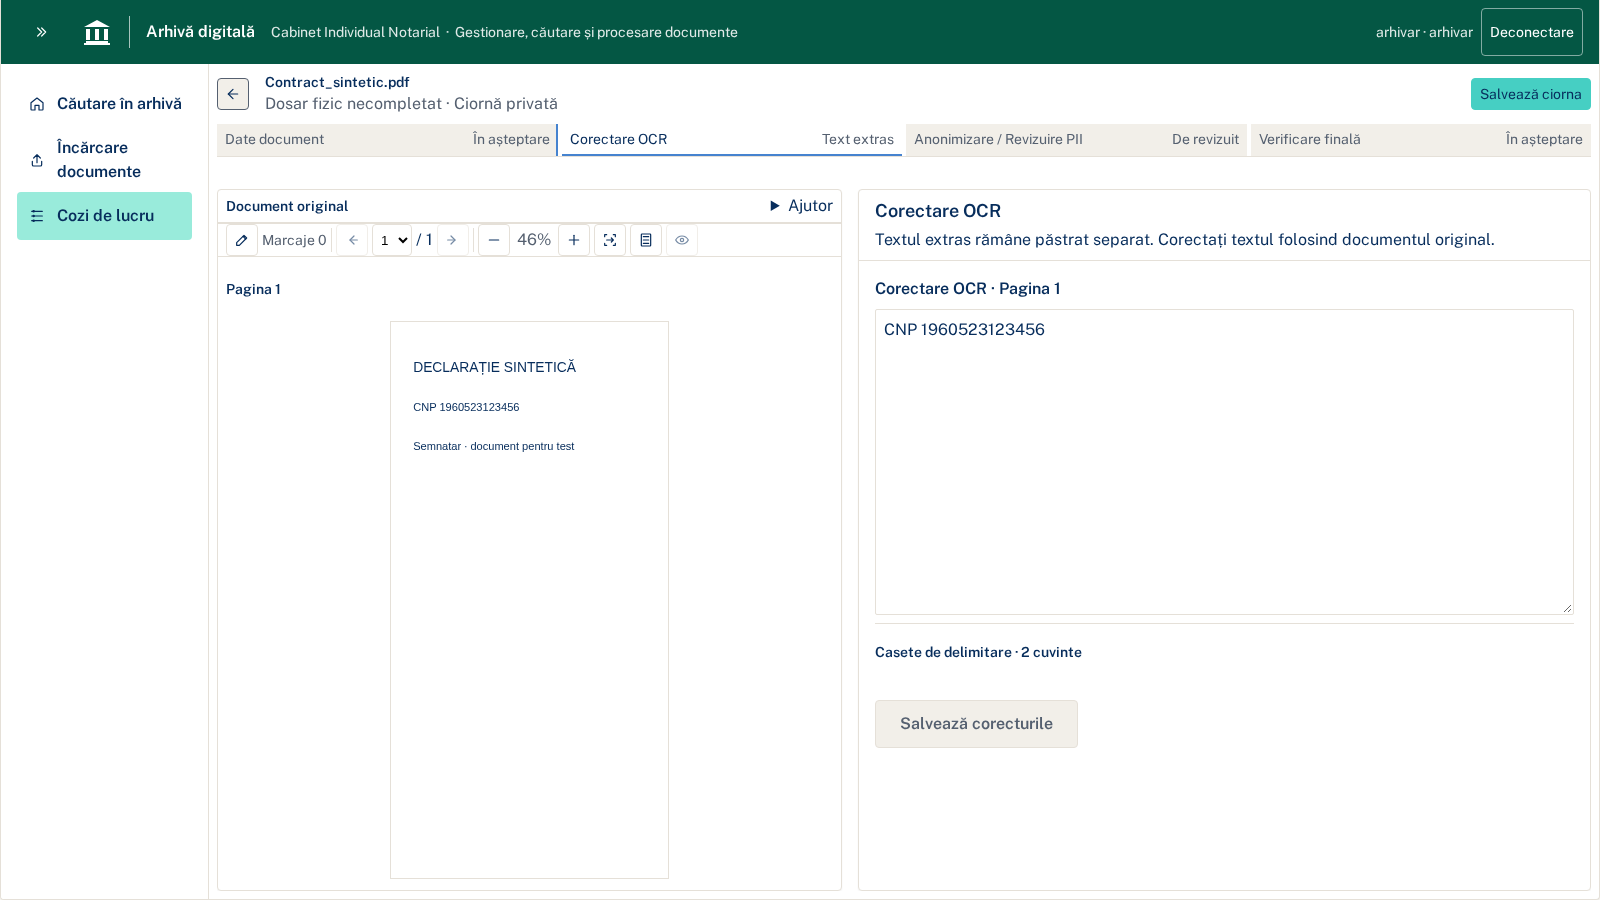 Arhivă digitală
Cabinet Individual Notarial · Gestionare, căutare și procesare documente
arhivar · arhivar
Deconectare
Căutare în arhivă
Încărcare
documente
Cozi de lucru
Contract_sintetic.pdf
Dosar fizic necompletat · Ciornă privată
Salvează ciorna
Date document
În așteptare
Corectare OCR
Text extras
Anonimizare / Revizuire PII
De revizuit
Verificare finală
În așteptare
Document original
Ajutor
Marcaje 0
1
/ 1
46%
Pagina 1
DECLARAȚIE SINTETICĂ
CNP 1960523123456
Semnatar · document pentru test
Corectare OCR
Textul extras rămâne păstrat separat. Corectați textul folosind documentul original.
Corectare OCR · Pagina 1
CNP 1960523123456
Casete de delimitare · 2 cuvinte
Salvează corecturile